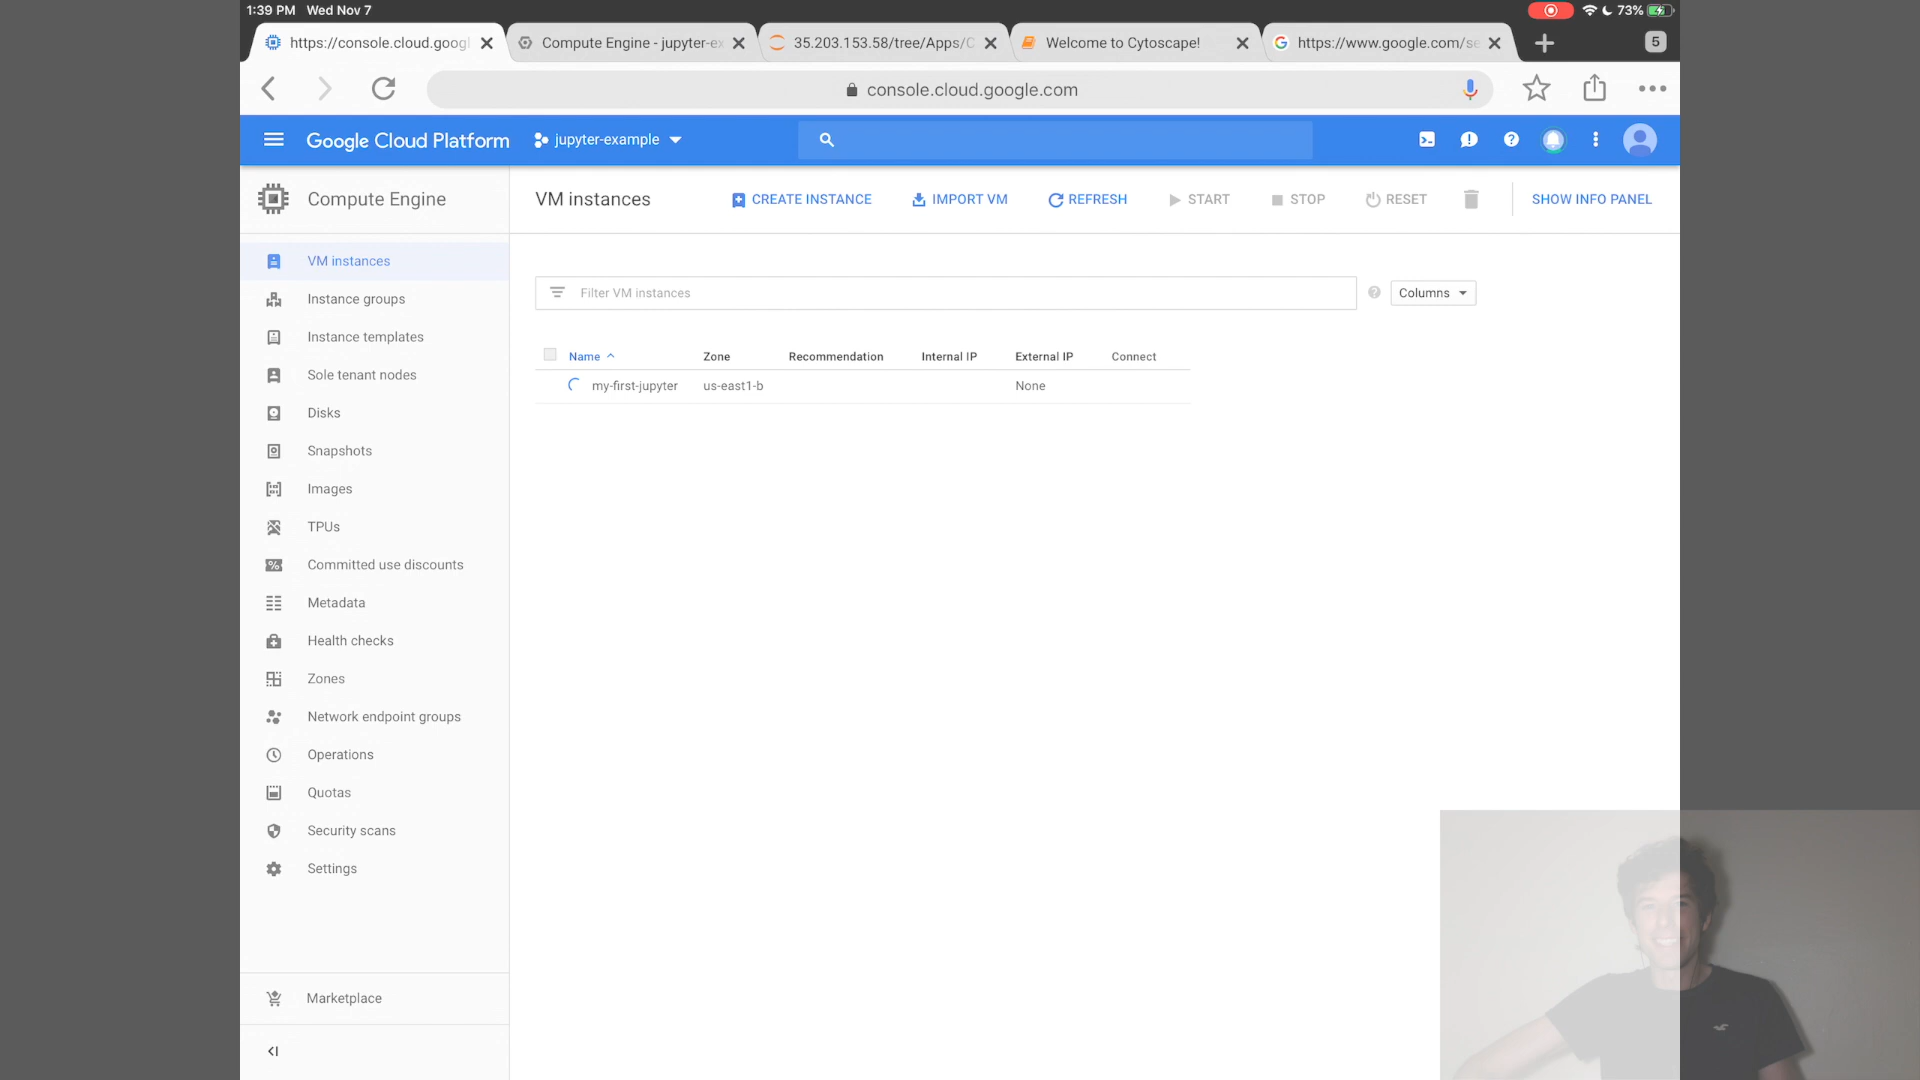 1:39 PM Wed Nov 7
73%
https://console.cloud.googl
Compute Engine - jupyter-ex
35.203.153.58/tree/Apps/C
Welcome to Cytoscape!
https://www.google.com/se
5
console.cloud.google.com
Google Cloud Platform
jupyter-example
Compute Engine
VM instances
CREATE INSTANCE
IMPORT VM
REFRESH
START
STOP
RESET
SHOW INFO PANEL
VM instances
Instance groups
Instance templates
Sole tenant nodes
Disks
Snapshots
Images
TPUs
Committed use discounts
Metadata
Health checks
Zones
Network endpoint groups
Operations
Quotas
Security scans
Settings
Marketplace
Filter VM instances
Columns
Name Zone Recommendation Internal IP External IP Connect
my-first-jupyter us-east1-b None